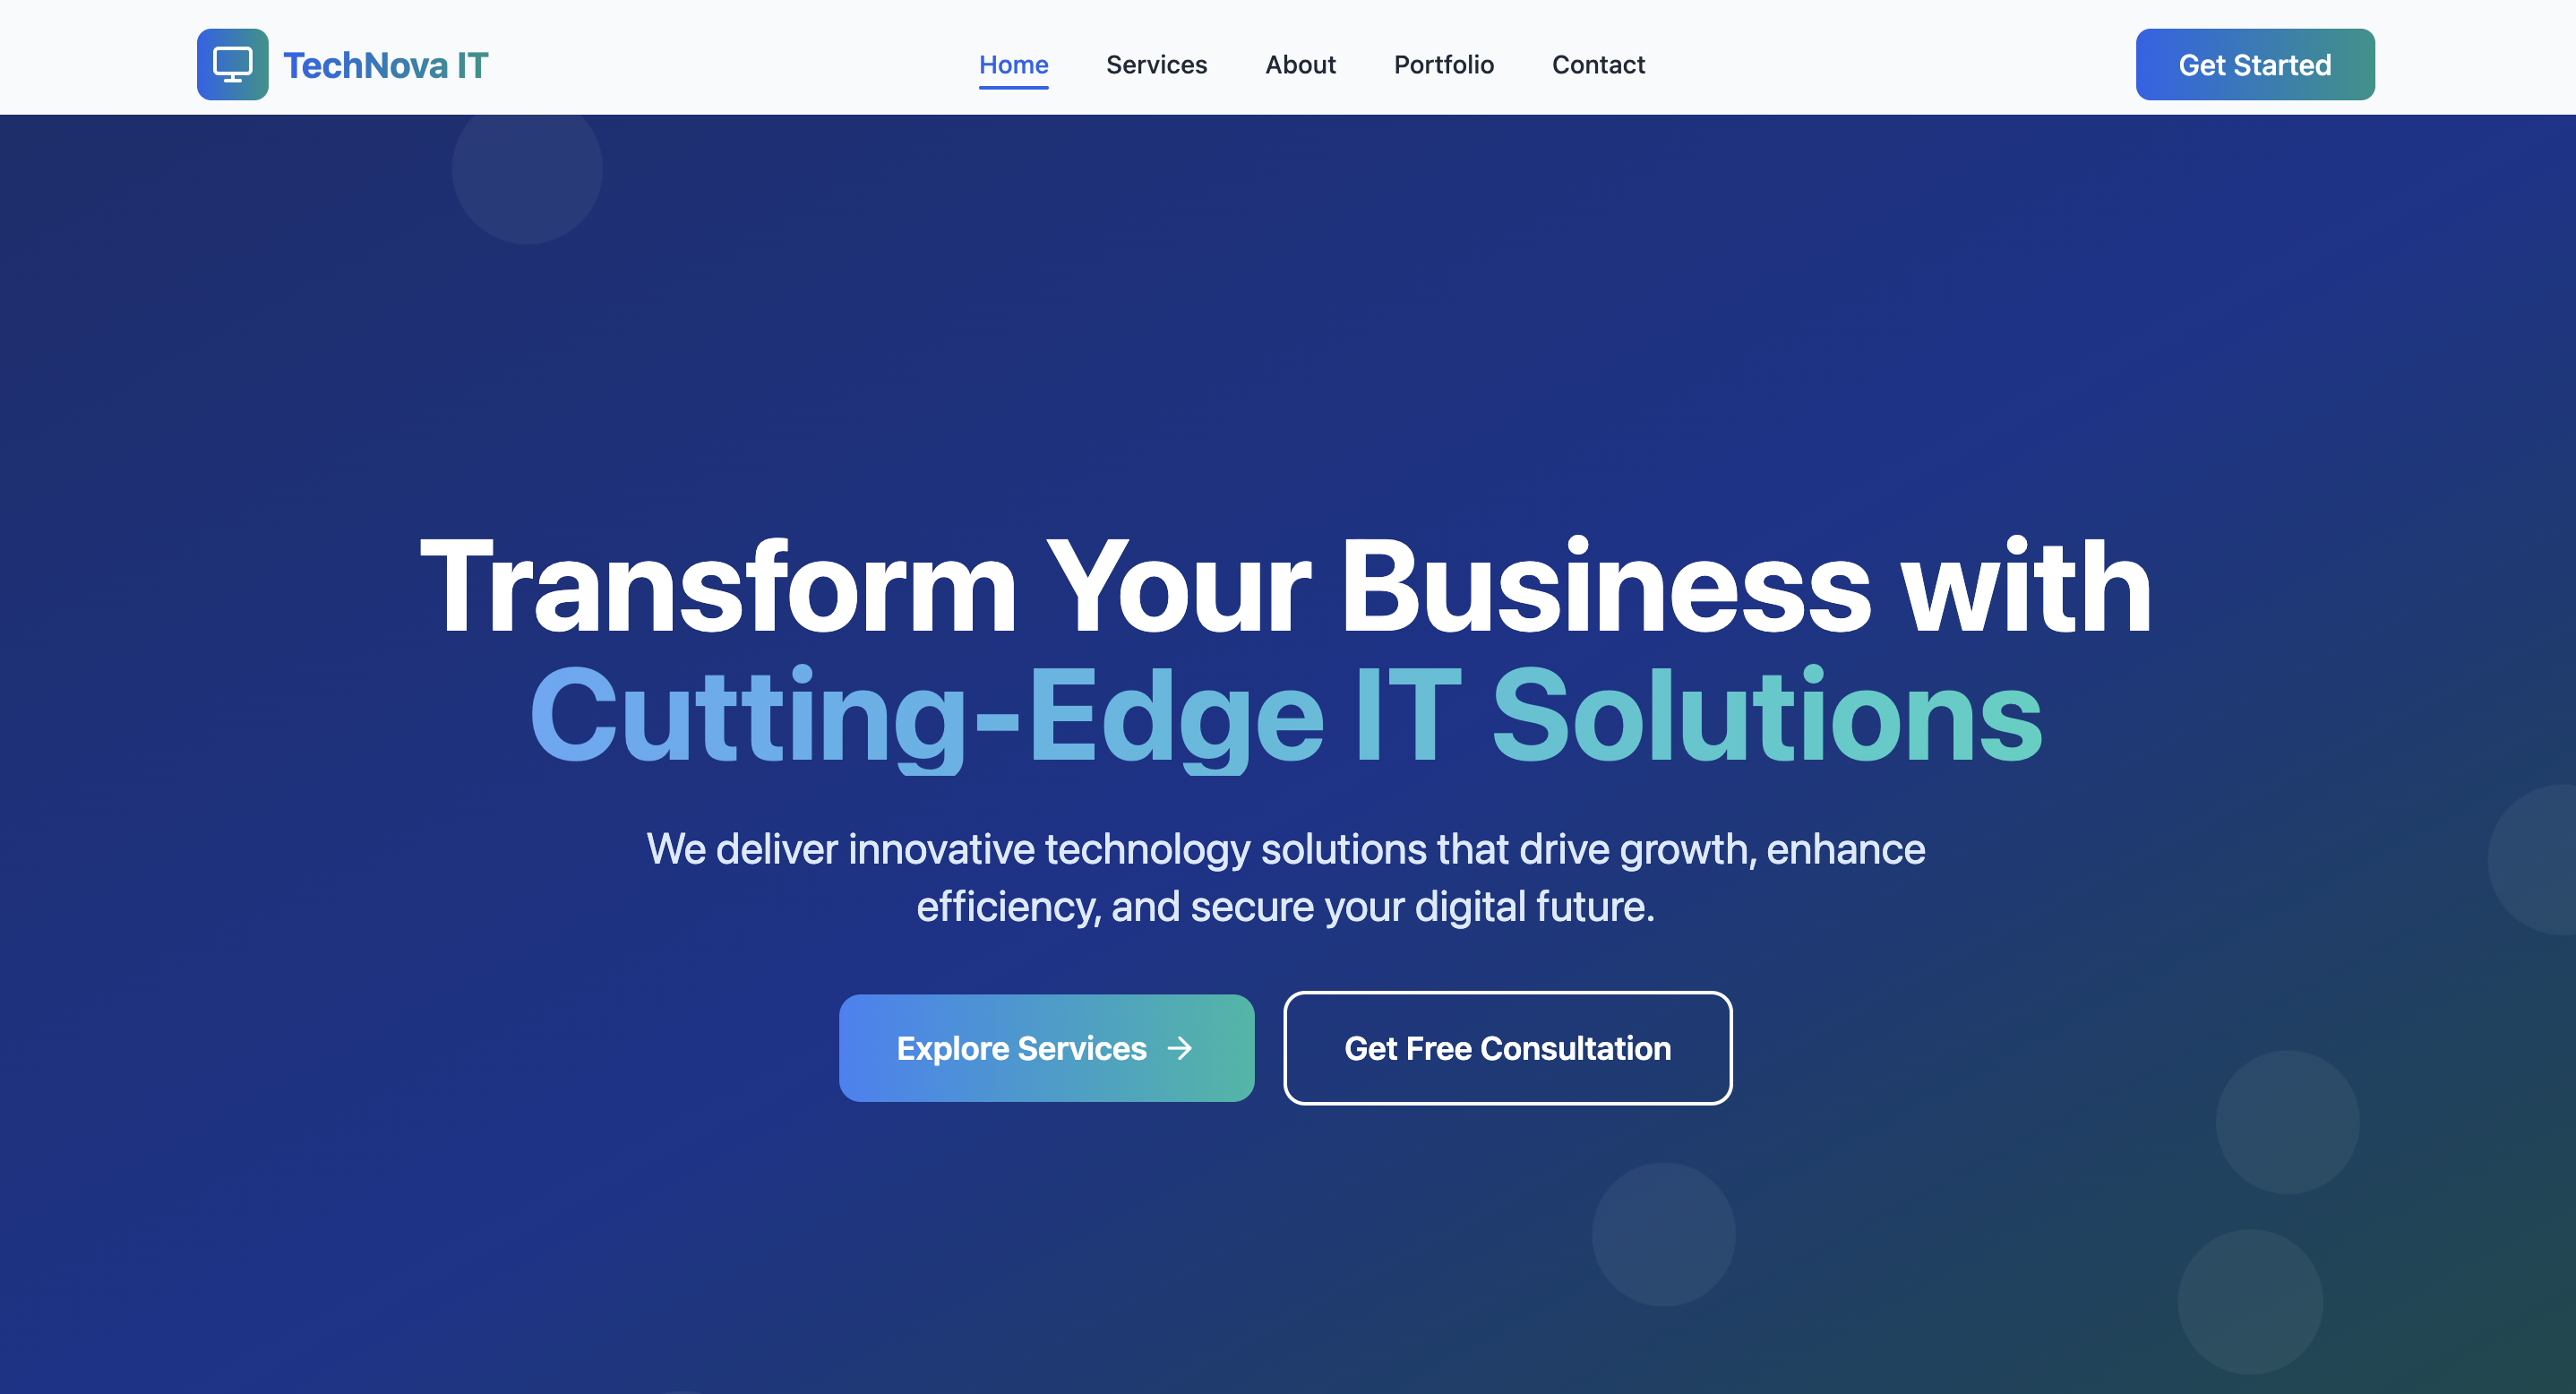 TechNova IT
Home
Services
About
Portfolio
Contact
Get Started
Transform Your Business with
Cutting-Edge IT Solutions
We deliver innovative technology solutions that drive growth, enhance
efficiency, and secure your digital future.
Explore Services →
Get Free Consultation